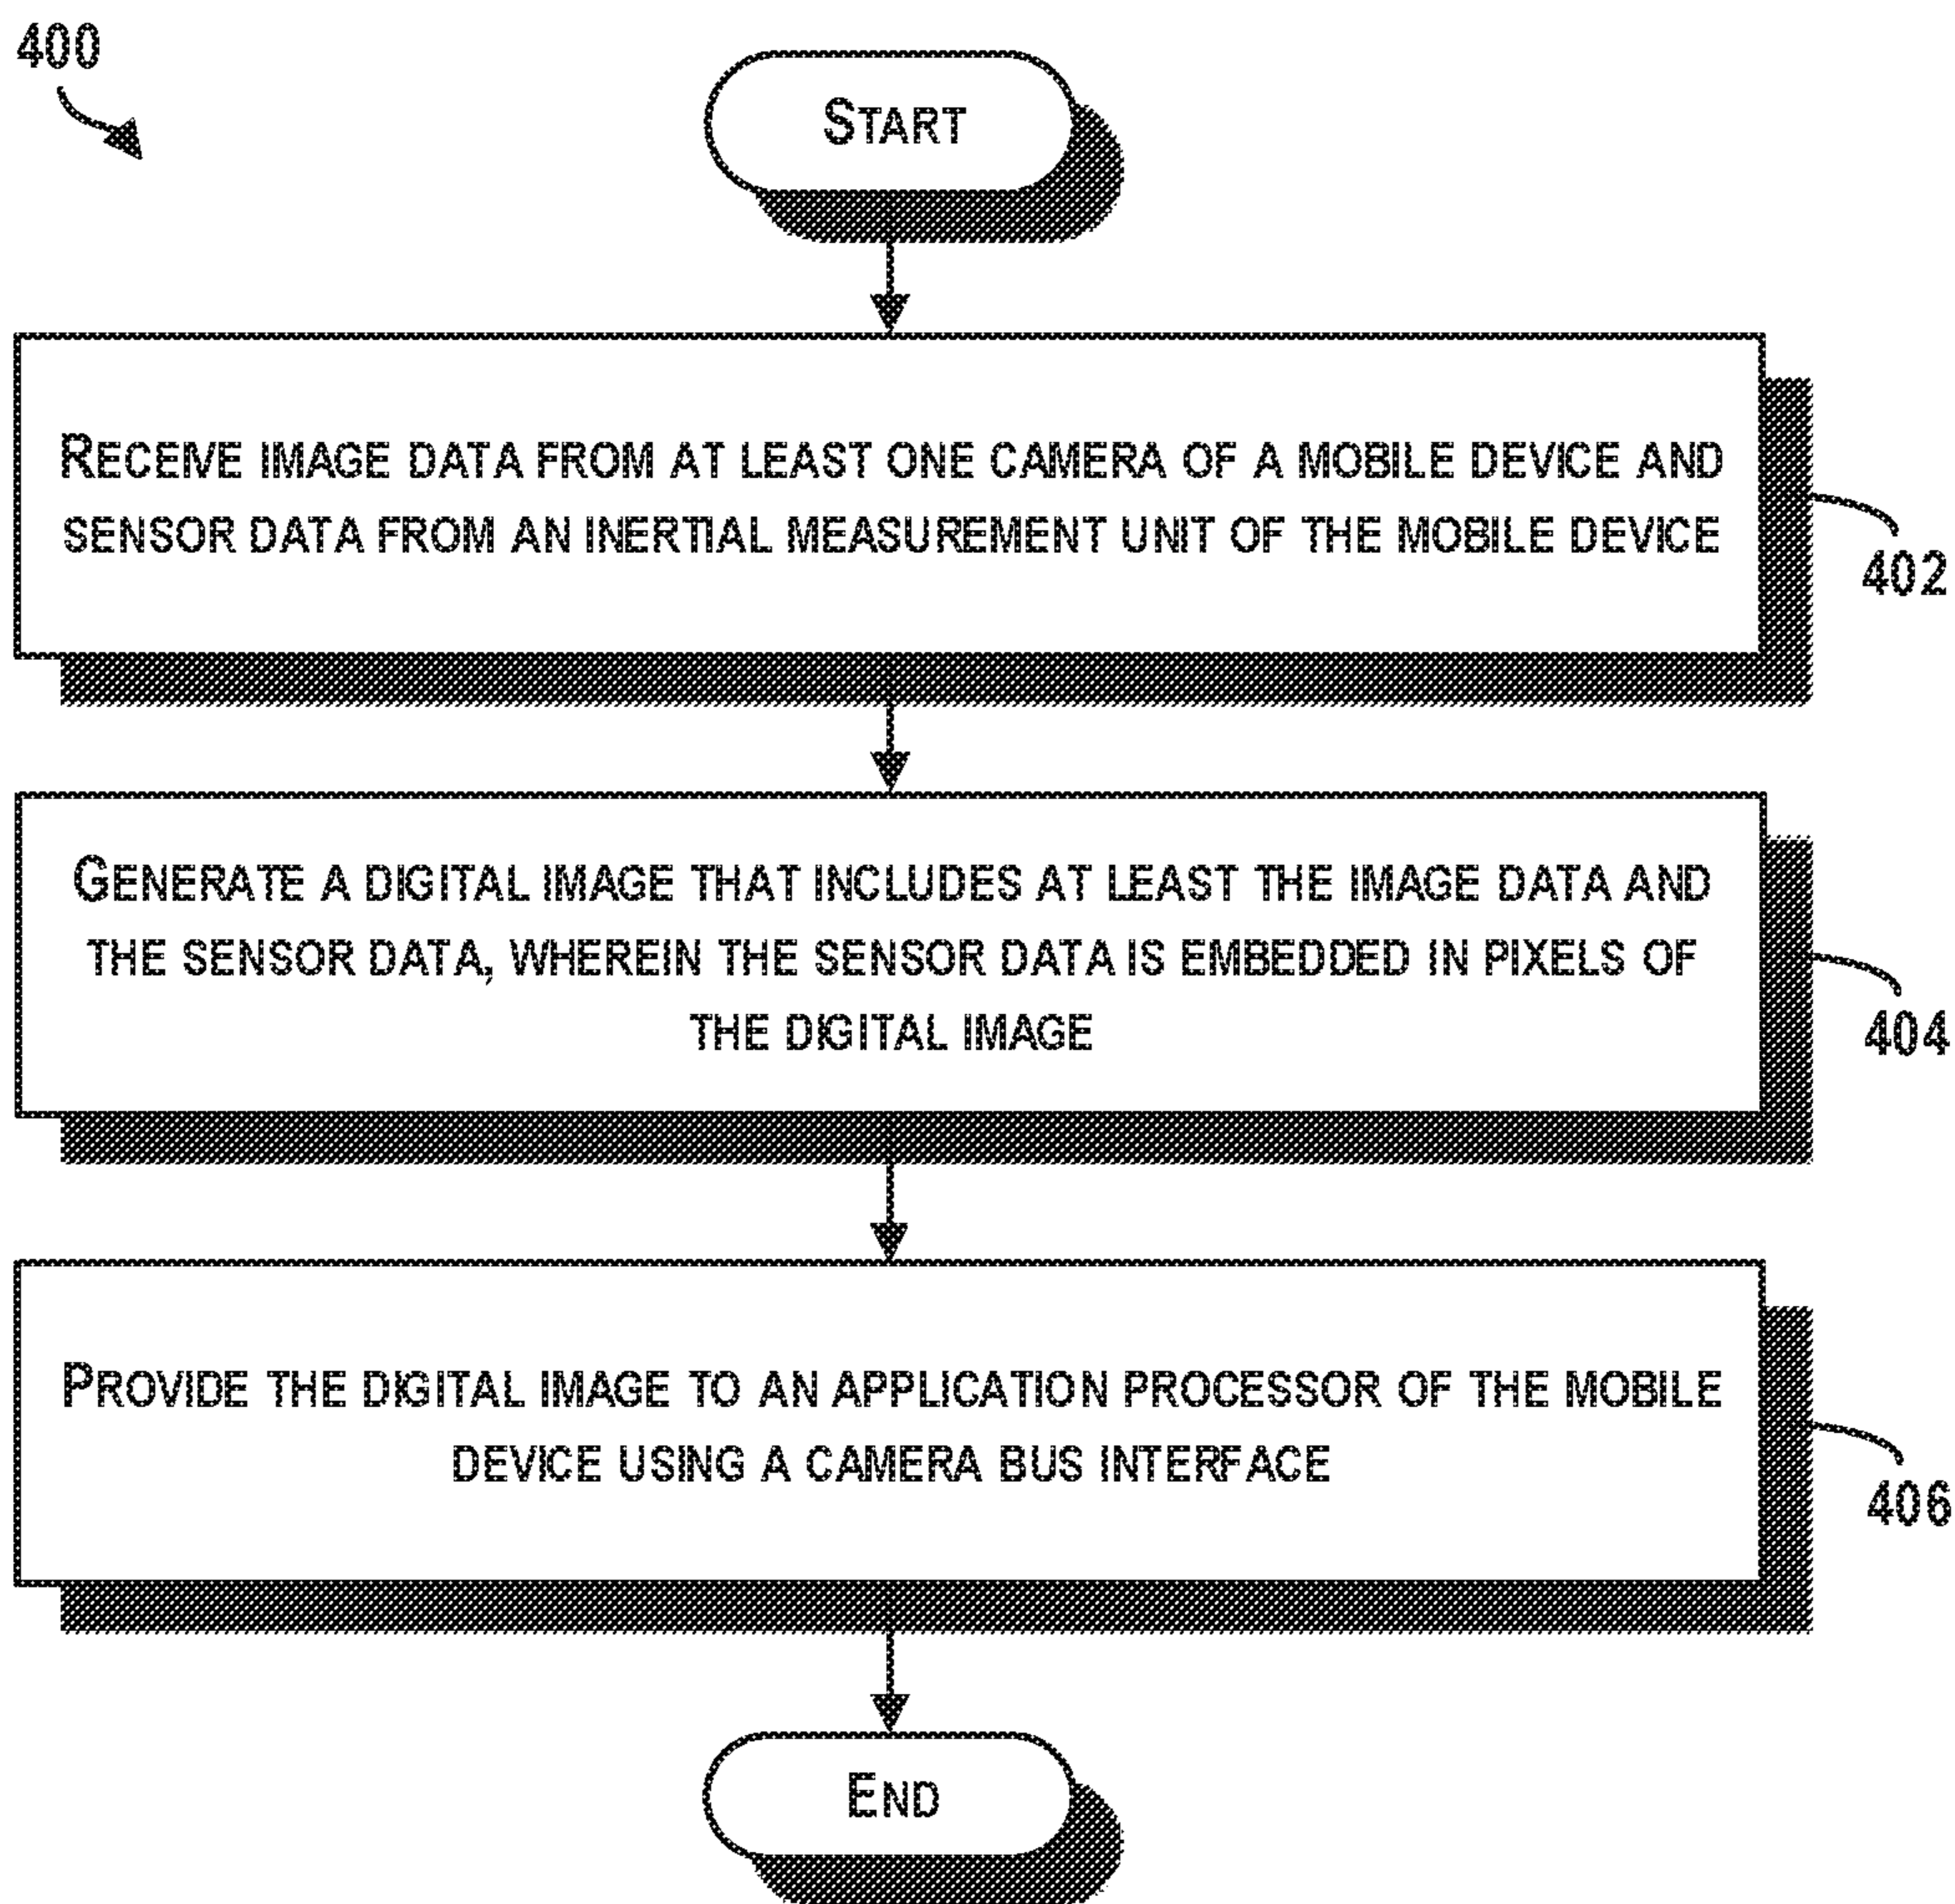 400
START
RECEIVE IMAGE DATA FROM AT LEAST ONE CAMERA OF A MOBILE DEVICE AND
SENSOR DATA FROM AN INERTIAL MEASUREMENT UNIT OF THE MOBILE DEVICE
402
GENERATE A DIGITAL IMAGE THAT INCLUDES AT LEAST THE IMAGE DATA AND
THE SENSOR DATA, WHEREIN THE SENSOR DATA IS EMBEDDED IN PIXELS OF
THE DIGITAL IMAGE
404
PROVIDE THE DIGITAL IMAGE TO AN APPLICATION PROCESSOR OF THE MOBILE
DEVICE USING A CAMERA BUS INTERFACE
406
END